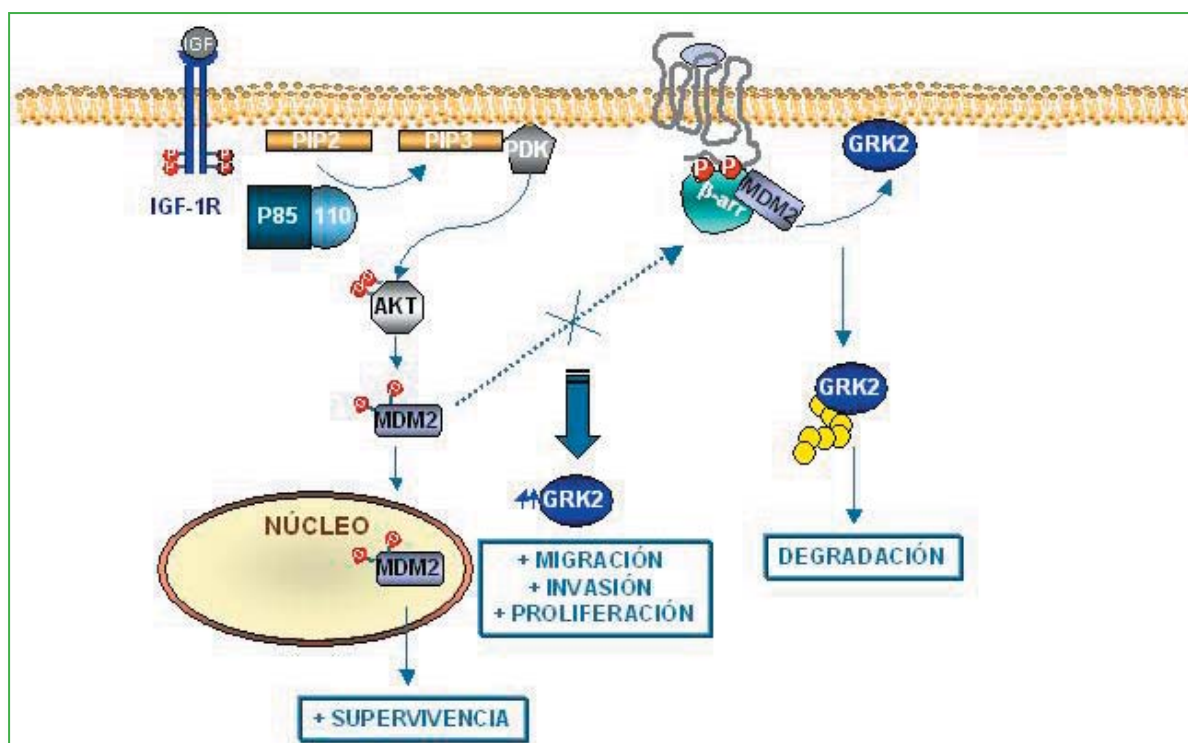 IGF
PIP2
PIP3
PDK
GRK2
IGF-1R
P85
110
P P
β-arr
MDM2
AKT
MDM2
GRK2
NÚCLEO
MDM2
GRK2
+ MIGRACIÓN
+ INVASIÓN
+ PROLIFERACIÓN
DEGRADACIÓN
+ SUPERVIVENCIA